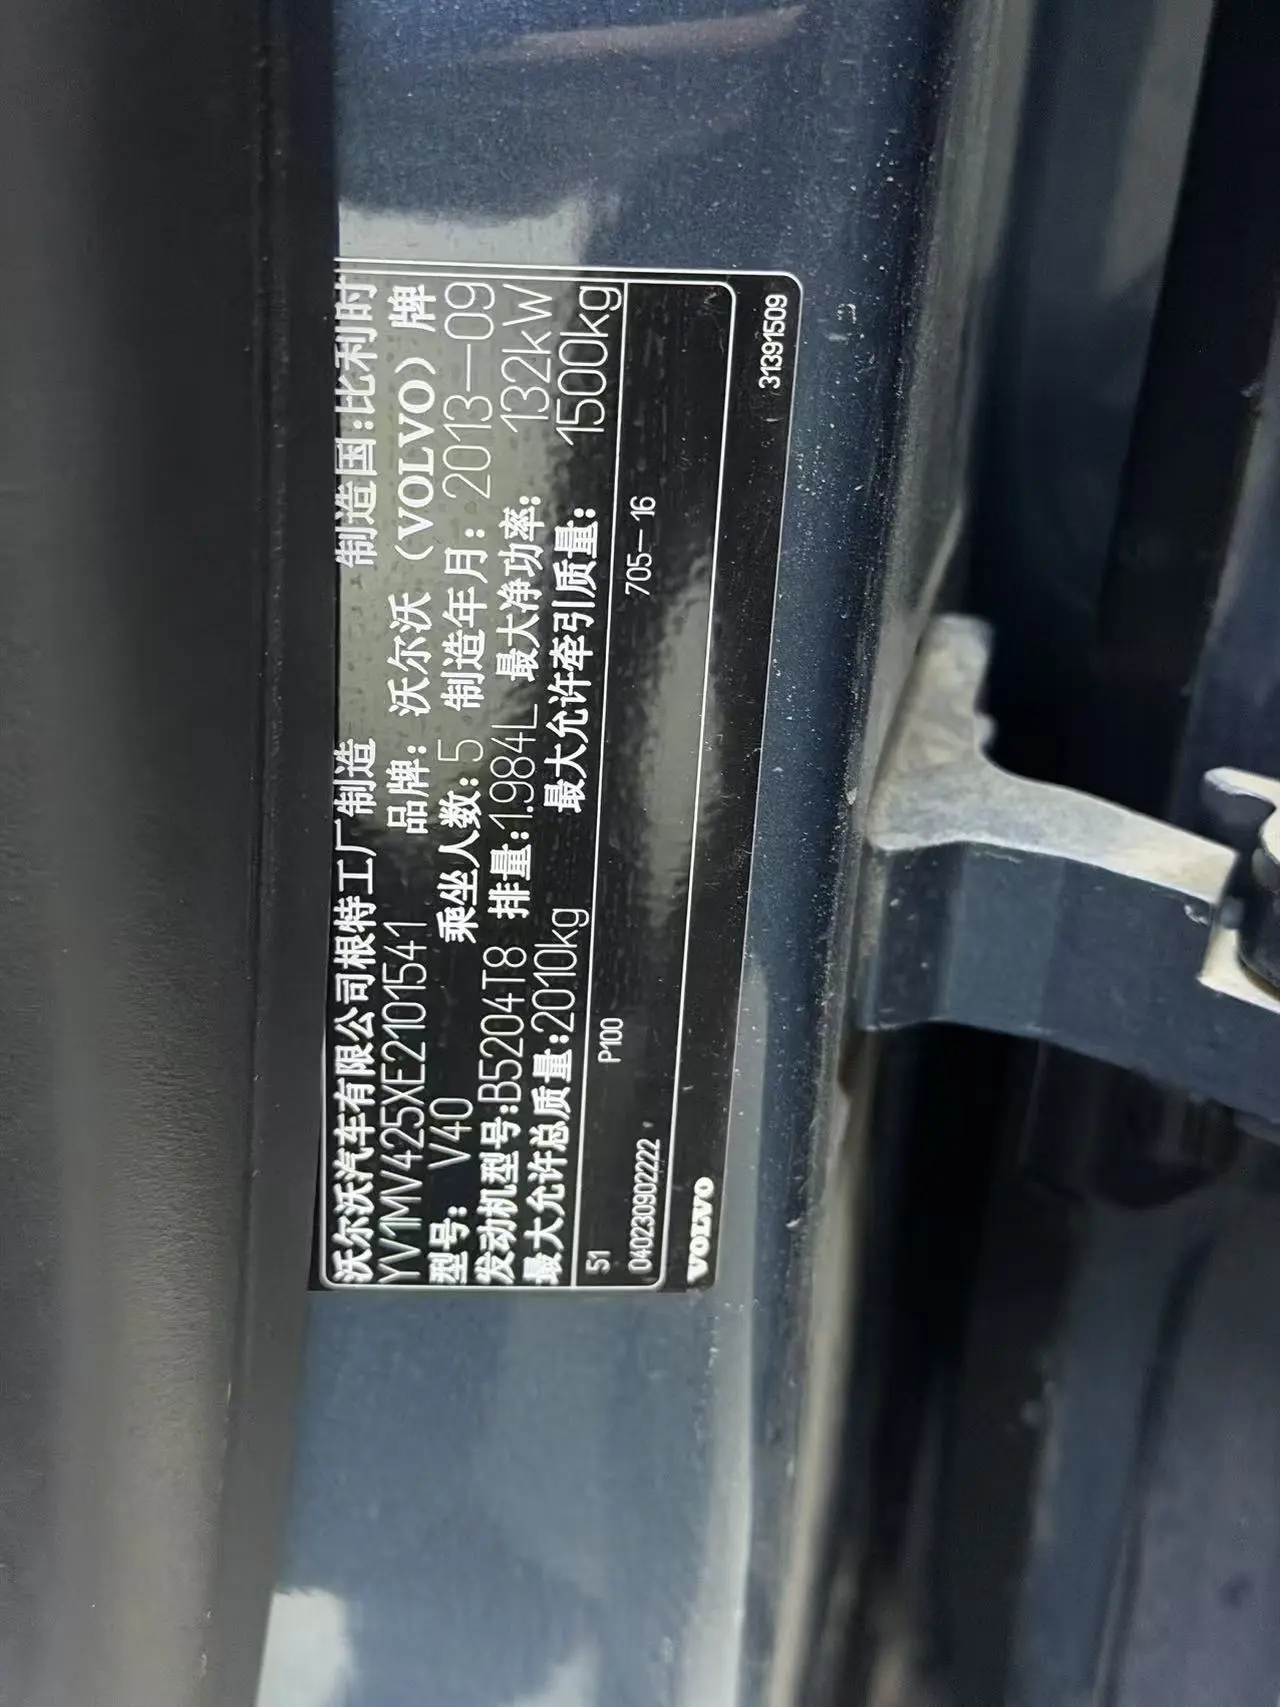 沃尔沃汽车有限公司根特工厂制造 制造国:比利时
YV1MV425XE2101541 品牌: 沃尔沃 (VOLVO) 牌
型号: V40 乘坐人数: 5 制造年月: 2013-09
发动机型号:B5204T8 排量:1.984L 最大净功率: 132kW
最大允许总质量:2010kg 最大允许牵引质量: 1500kg
51 P100 705-16
040230902222
VOLVO 31391509